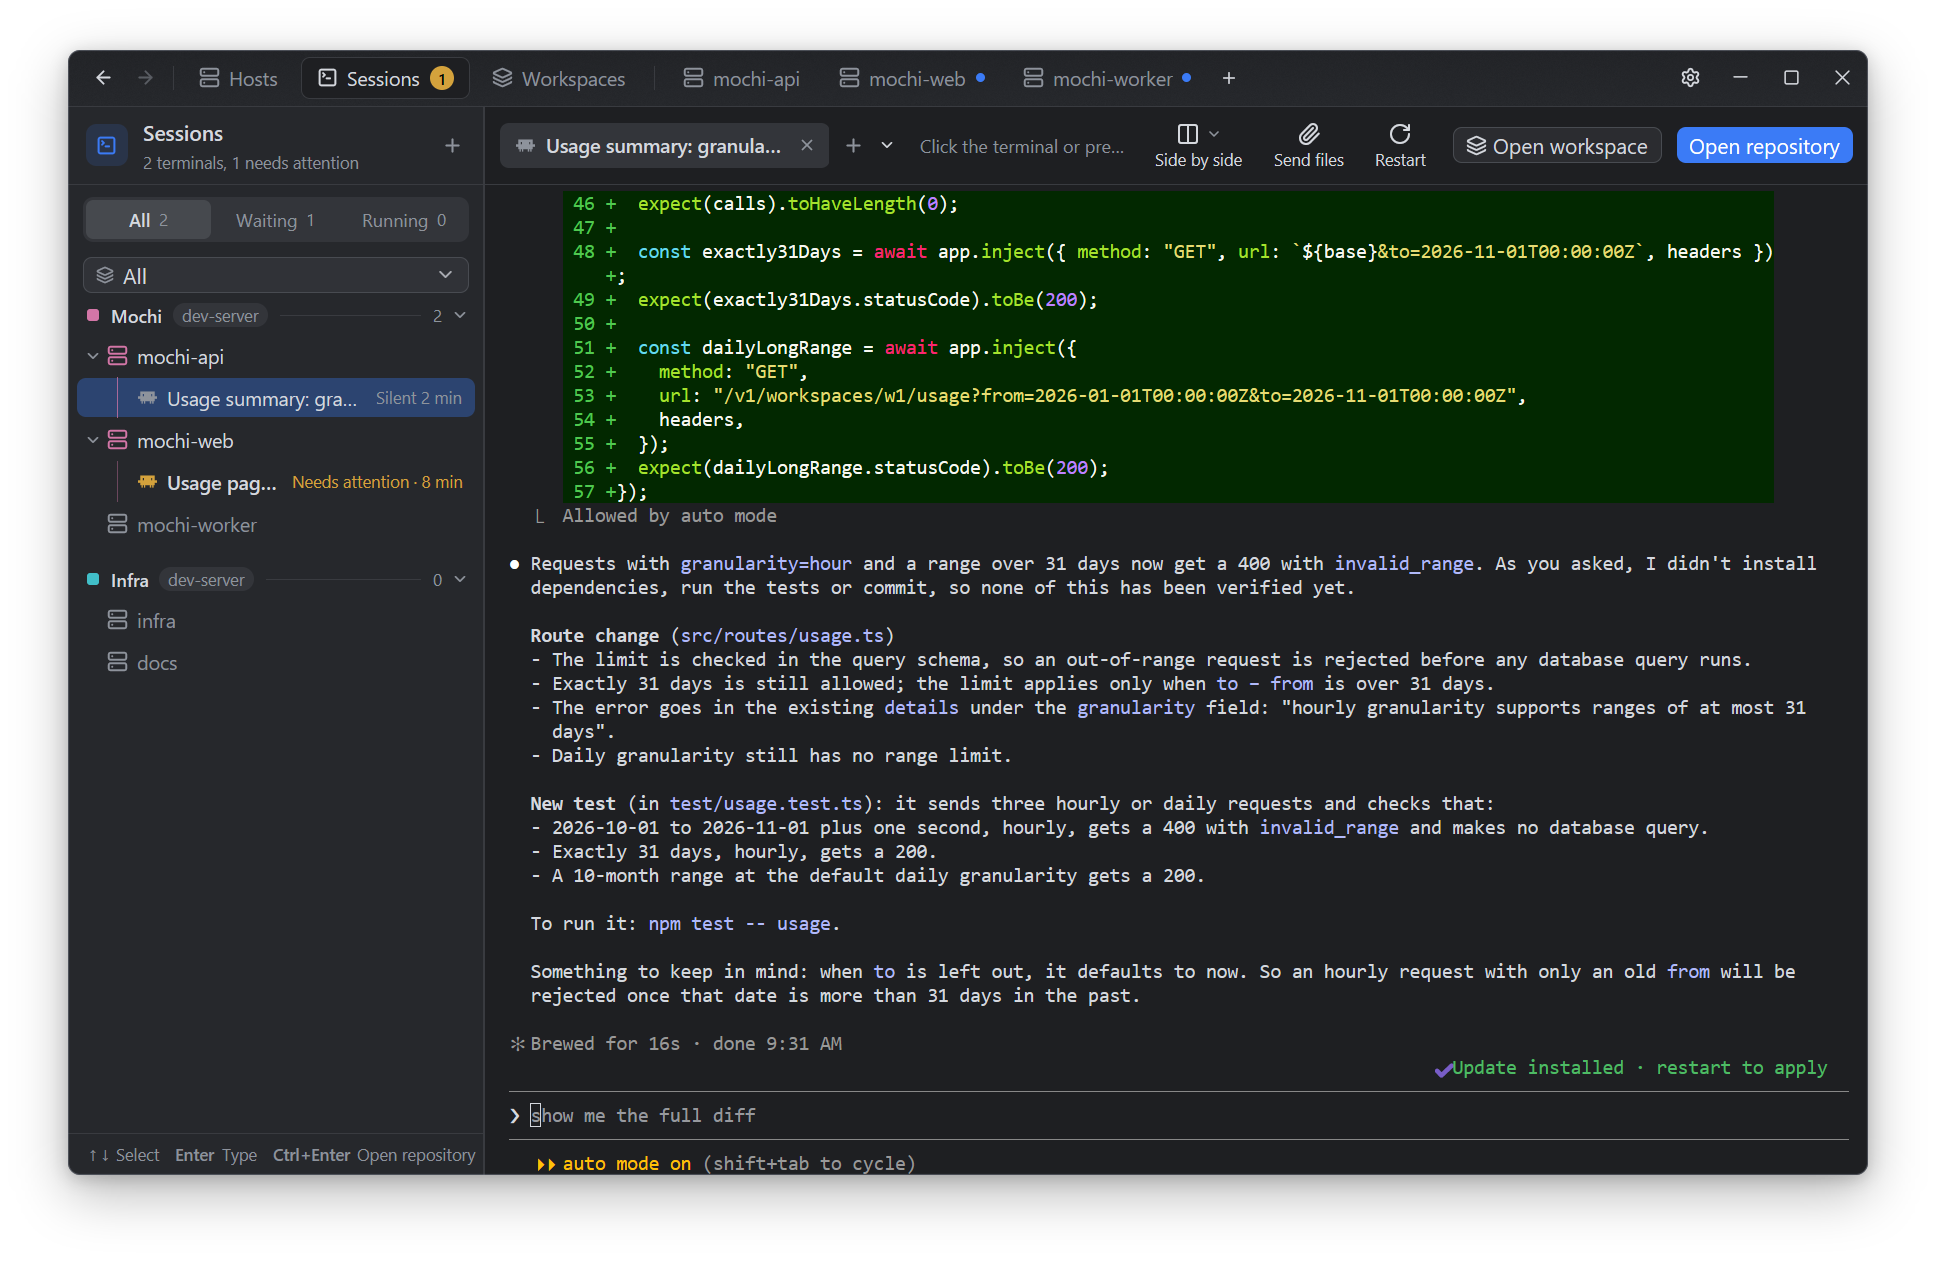 Hosts
Sessions 1
Workspaces
mochi-api
mochi-web
mochi-worker
Sessions
2 terminals, 1 needs attention
All 2
Waiting 1
Running 0
All
Mochi dev-server 2
mochi-api
Usage summary: gra... Silent 2 min
mochi-web
Usage pag... Needs attention · 8 min
mochi-worker
Infra dev-server 0
infra
docs
↑↓ Select Enter Type Ctrl+Enter Open repository
Usage summary: granula...
Click the terminal or pre...
Side by side
Send files
Restart
Open workspace
Open repository
46 + expect(calls).toHaveLength(0);
47 +
48 + const exactly31Days = await app.inject({ method: "GET", url: `${base}&to=2026-11-01T00:00:00Z`, headers })
+;
49 + expect(exactly31Days.statusCode).toBe(200);
50 +
51 + const dailyLongRange = await app.inject({
52 + method: "GET",
53 + url: "/v1/workspaces/w1/usage?from=2026-01-01T00:00:00Z&to=2026-11-01T00:00:00Z",
54 + headers,
55 + });
56 + expect(dailyLongRange.statusCode).toBe(200);
57 +});
└ Allowed by auto mode
● Requests with granularity=hour and a range over 31 days now get a 400 with invalid_range. As you asked, I didn't install
dependencies, run the tests or commit, so none of this has been verified yet.
Route change (src/routes/usage.ts)
- The limit is checked in the query schema, so an out-of-range request is rejected before any database query runs.
- Exactly 31 days is still allowed; the limit applies only when to − from is over 31 days.
- The error goes in the existing details under the granularity field: "hourly granularity supports ranges of at most 31
days".
- Daily granularity still has no range limit.
New test (in test/usage.test.ts): it sends three hourly or daily requests and checks that:
- 2026-10-01 to 2026-11-01 plus one second, hourly, gets a 400 with invalid_range and makes no database query.
- Exactly 31 days, hourly, gets a 200.
- A 10-month range at the default daily granularity gets a 200.
To run it: npm test -- usage.
Something to keep in mind: when to is left out, it defaults to now. So an hourly request with only an old from will be
rejected once that date is more than 31 days in the past.
✻ Brewed for 16s · done 9:31 AM
✔Update installed · restart to apply
❯ show me the full diff
⏵⏵ auto mode on (shift+tab to cycle)